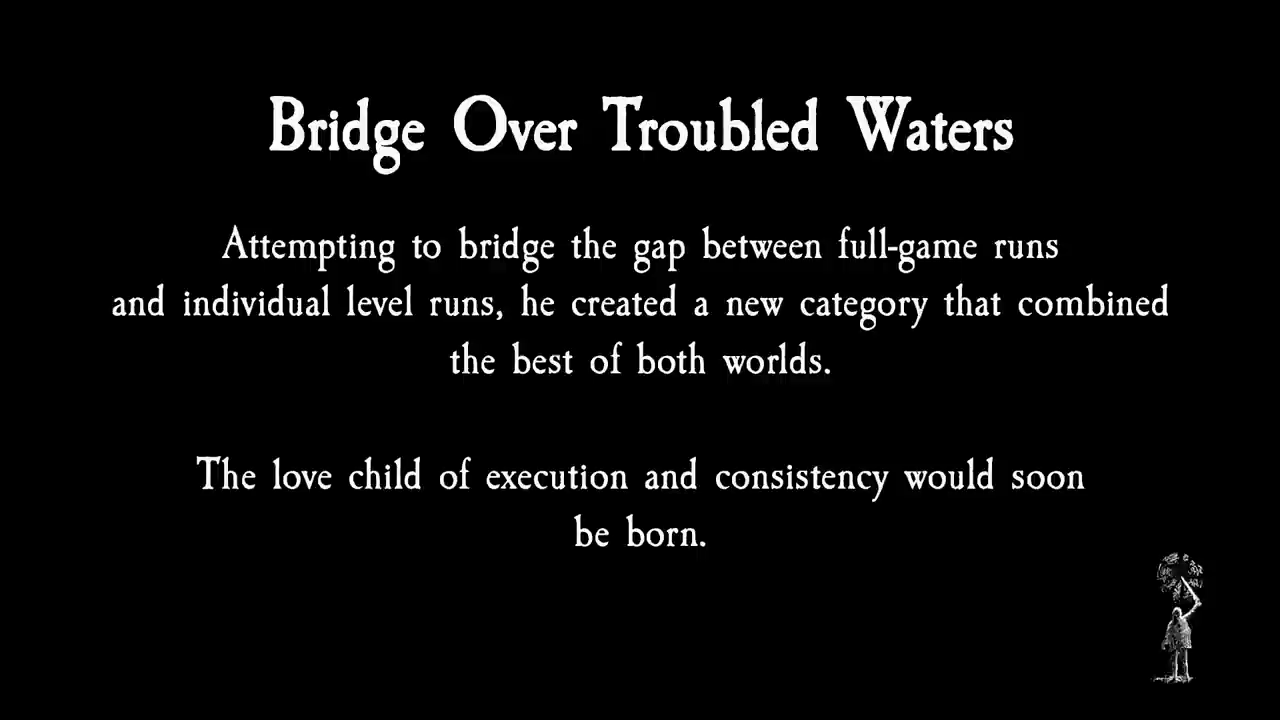 Bridge Over Troubled Waters
Attempting to bridge the gap between full-game runs
and individual level runs, he created a new category that combined
the best of both worlds.
The love child of execution and consistency would soon
be born.